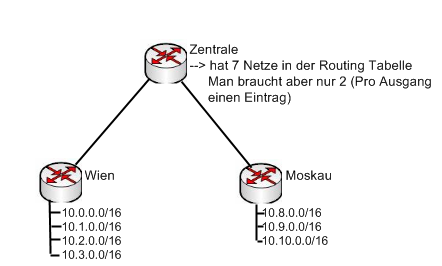 Zentrale
--> hat 7 Netze in der Routing Tabelle
Man braucht aber nur 2 (Pro Ausgang
einen Eintrag)
Wien
10.0.0.0/16
10.1.0.0/16
10.2.0.0/16
10.3.0.0/16
Moskau
10.8.0.0/16
10.9.0.0/16
10.10.0.0/16